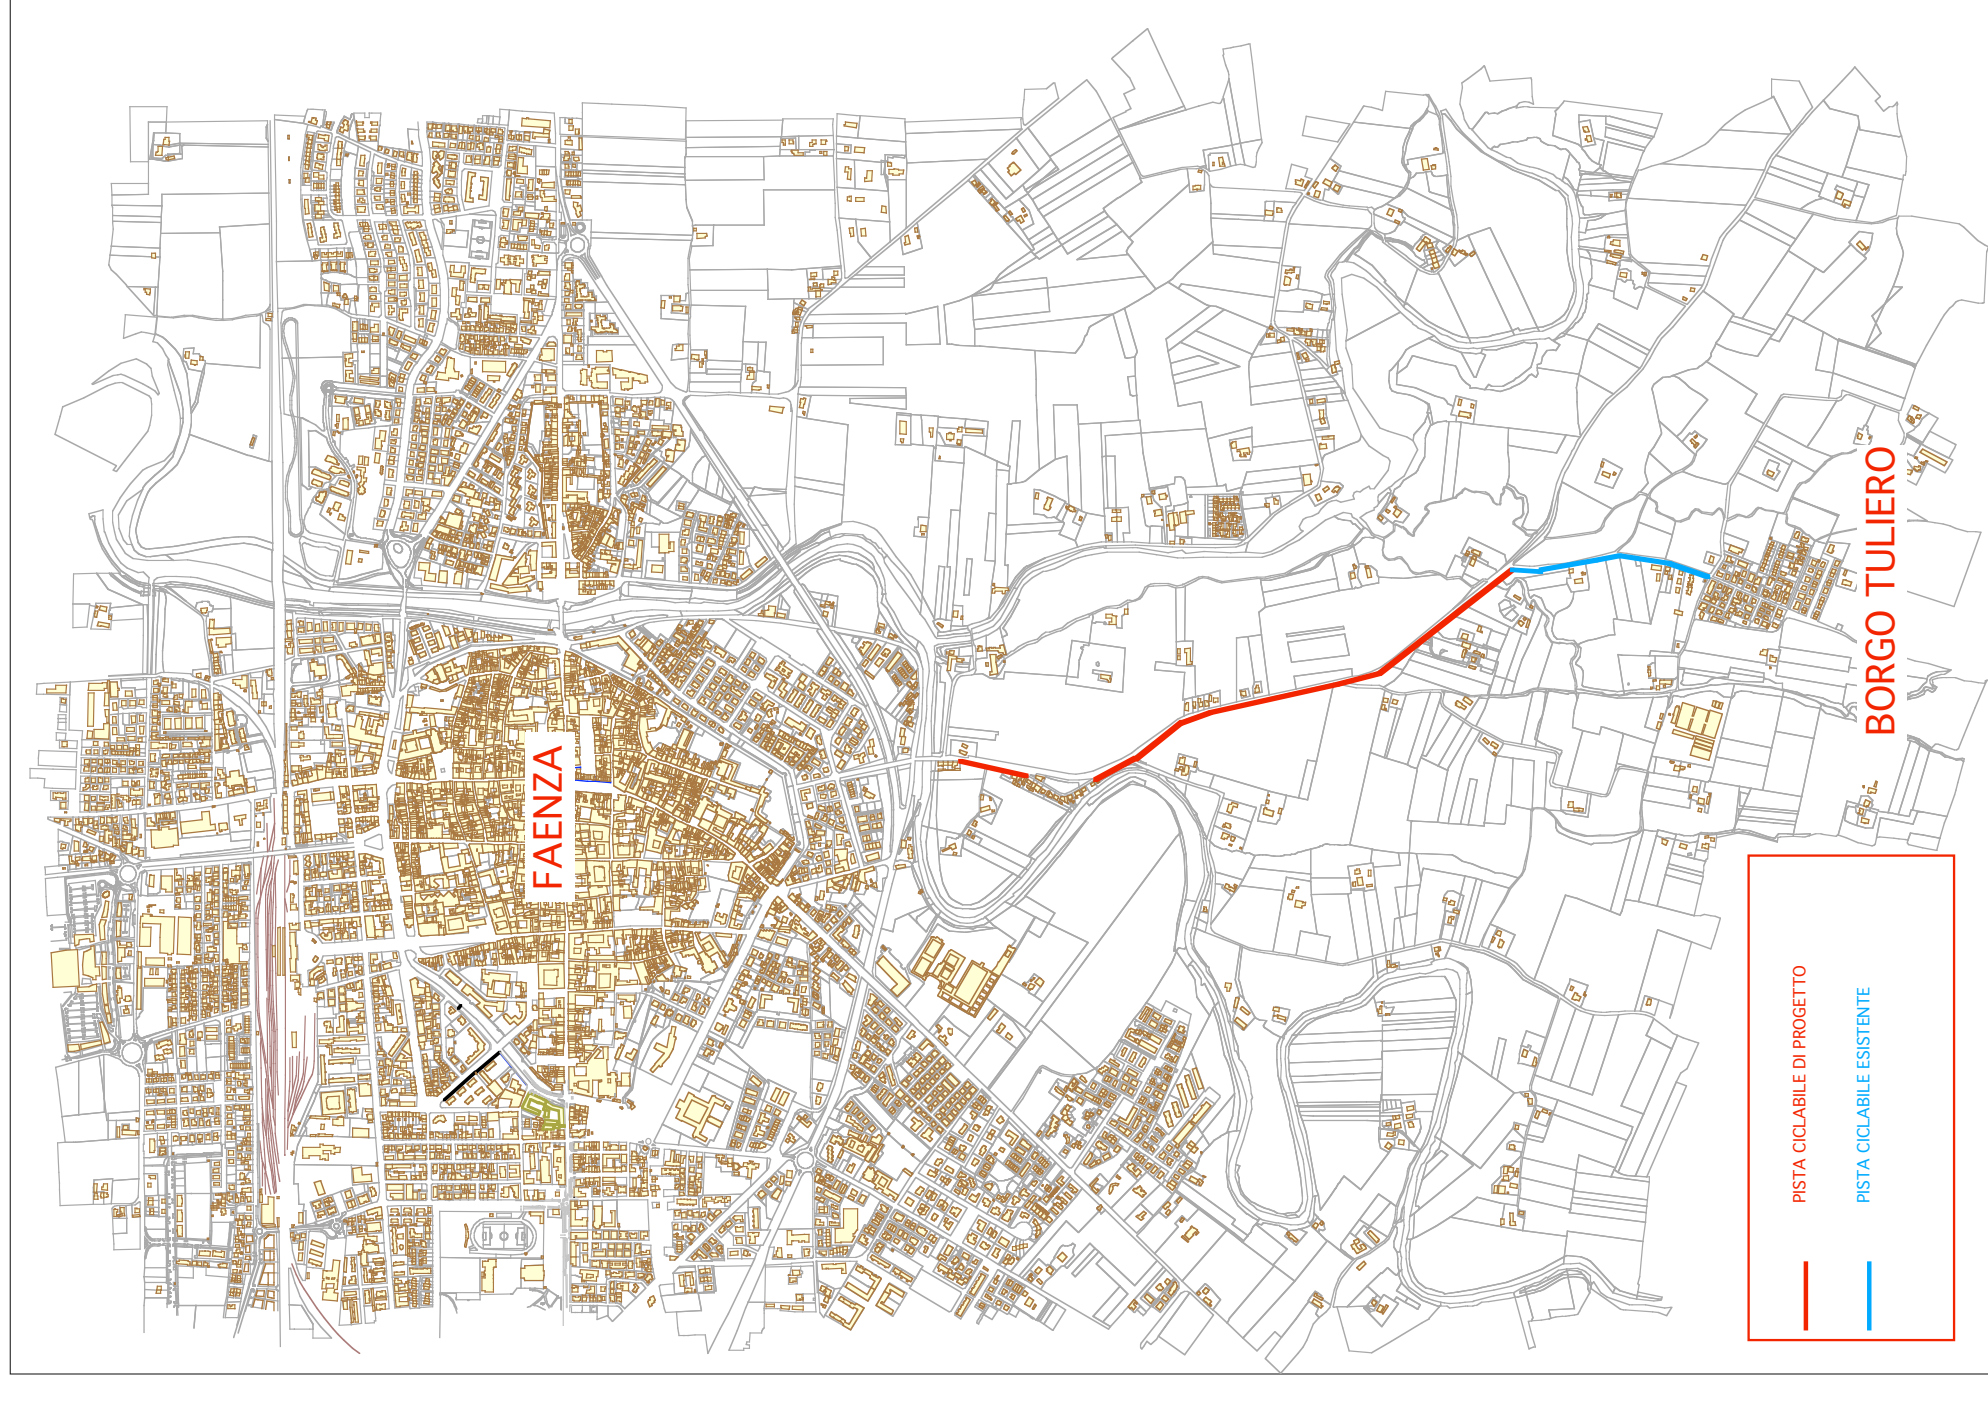 FAENZA
BORGO TULIERO
PISTA CICLABILE DI PROGETTO
PISTA CICLABILE ESISTENTE